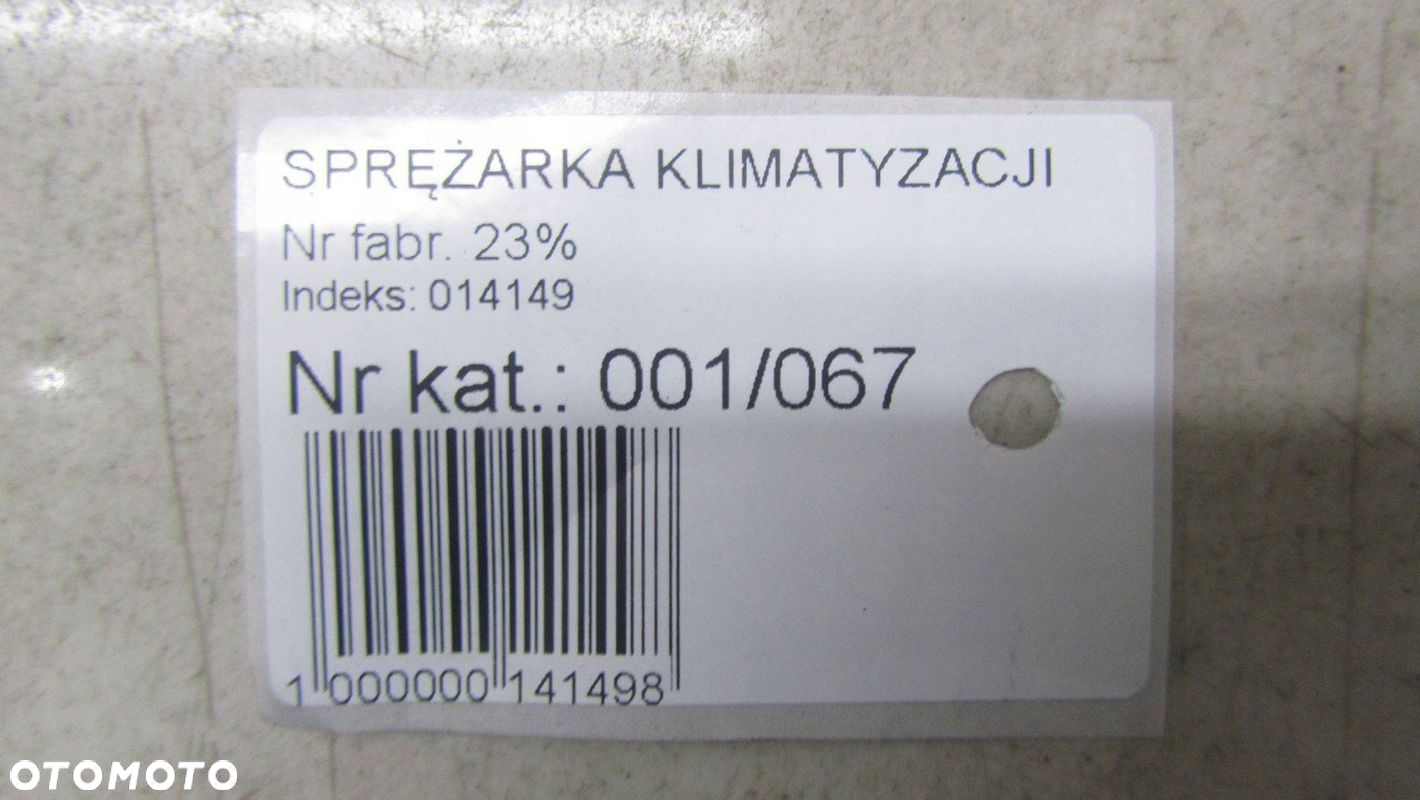 SPRĘŻARKA KLIMATYZACJI
Nr fabr. 23%
Indeks: 014149
Nr kat.: 001/067
1 000000 141498
OTOMOTO